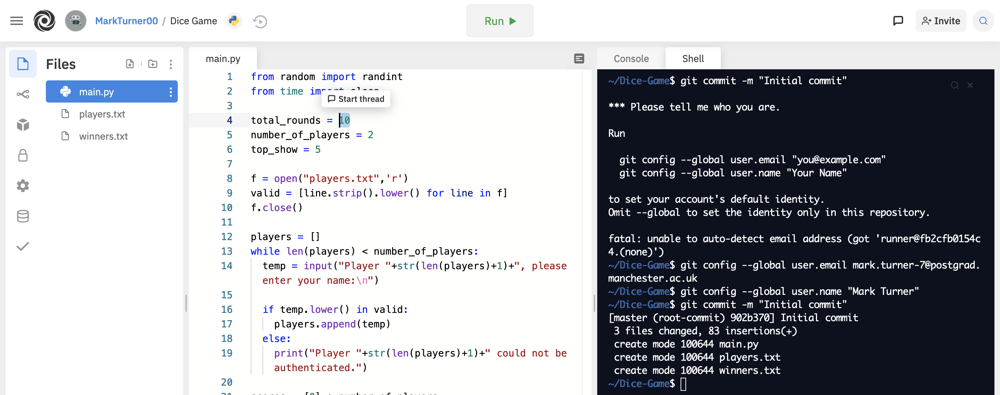 MarkTurner00 / Dice Game
Run
Invite
Files
main.py
players.txt
winners.txt
main.py
1 from random import randint
2 from time import sleep
Start thread
3
4 total_rounds = 10
5 number_of_players = 2
6 top_show = 5
7
8 f = open("players.txt",'r')
9 valid = [line.strip().lower() for line in f]
10 f.close()
11
12 players = []
13 while len(players) < number_of_players:
14 temp = input("Player "+str(len(players)+1)+", please
enter your name:\n")
15
16 if temp.lower() in valid:
17 players.append(temp)
18 else:
19 print("Player "+str(len(players)+1)+" could not be
authenticated.")
20
Console
Shell
~/Dice-Game$ git commit -m "Initial commit"
*** Please tell me who you are.
Run
git config --global user.email "you@example.com"
git config --global user.name "Your Name"
to set your account's default identity.
Omit --global to set the identity only in this repository.
fatal: unable to auto-detect email address (got 'runner@fb2cfb0154c
4.(none)')
~/Dice-Game$ git config --global user.email mark.turner-7@postgrad.
manchester.ac.uk
~/Dice-Game$ git config --global user.name "Mark Turner"
~/Dice-Game$ git commit -m "Initial commit"
[master (root-commit) 902b370] Initial commit
3 files changed, 83 insertions(+)
create mode 100644 main.py
create mode 100644 players.txt
create mode 100644 winners.txt
~/Dice-Game$